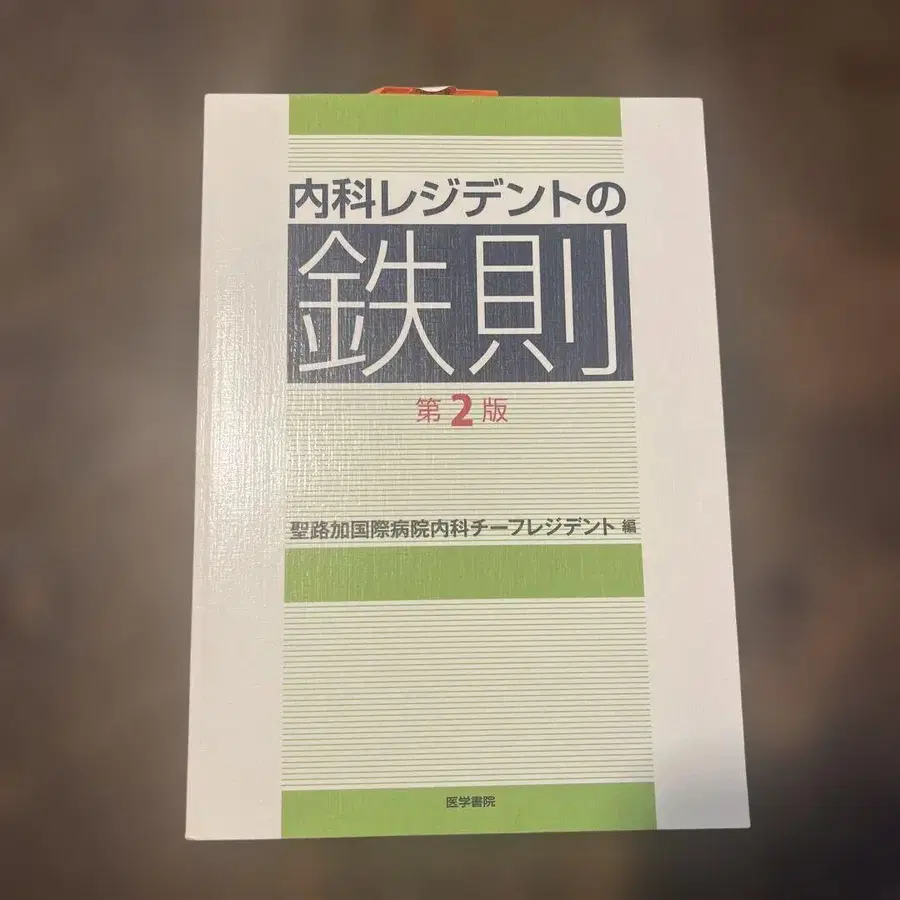 内科レジデントの
鉄則
第2版
聖路加国際病院内科チーフレジデント 編
医学書院